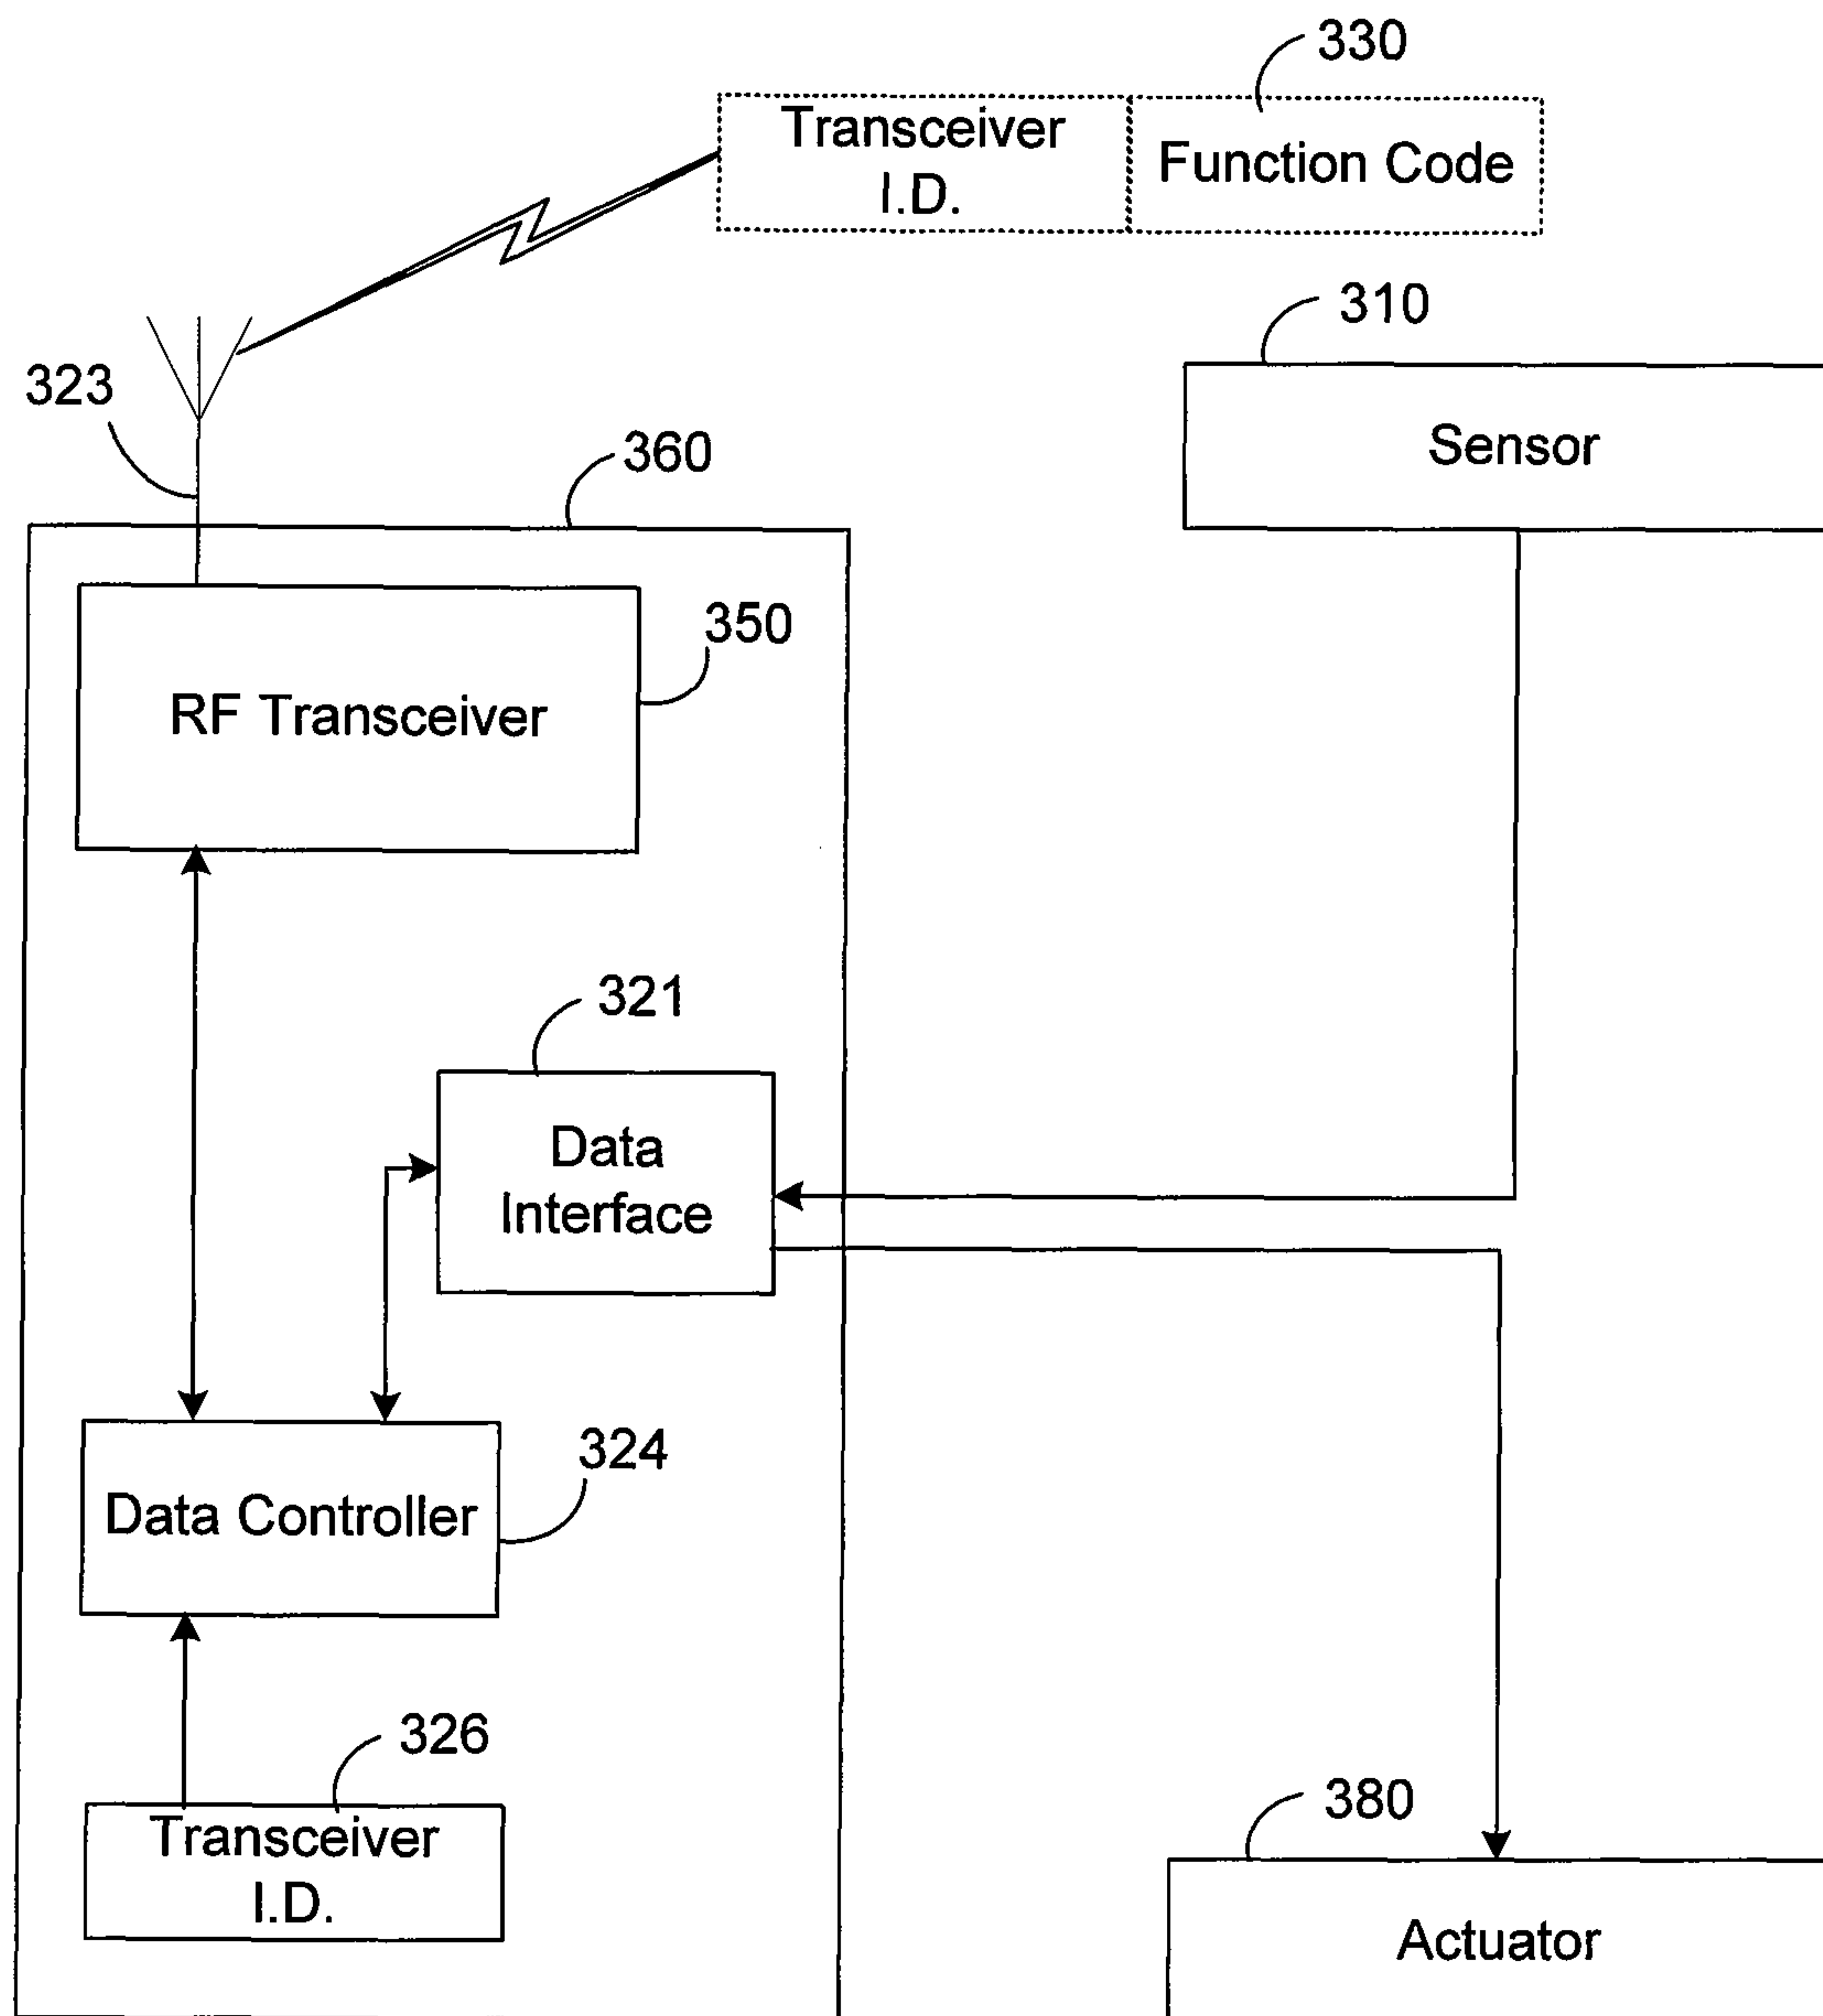 330
Transceiver
I.D.
Function Code
310
Sensor
323
360
350
RF Transceiver
321
Data
Interface
324
Data Controller
326
Transceiver
I.D.
380
Actuator